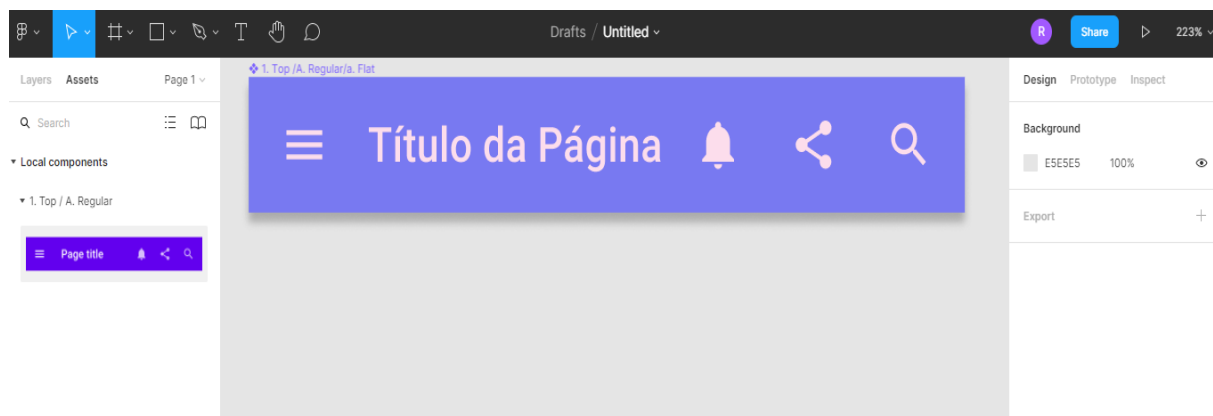 Drafts / Untitled
R
Share
223%
Layers Assets Page 1
Search
Local components
1. Top / A. Regular
Page title
1. Top /A. Regular/a. Flat
Título da Página
Design Prototype Inspect
Background
E5E5E5 100%
Export